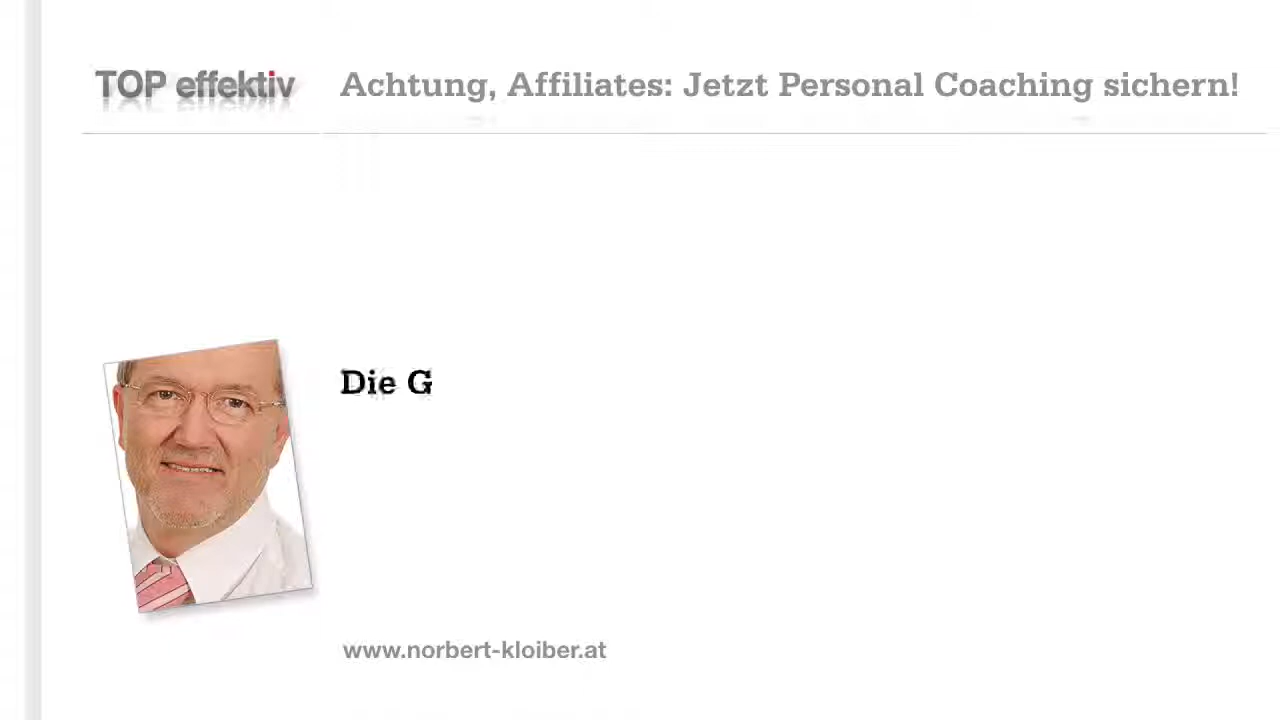 TOP effektiv
Achtung, Affiliates: Jetzt Personal Coaching sichern!
Die G
www.norbert-kloiber.at